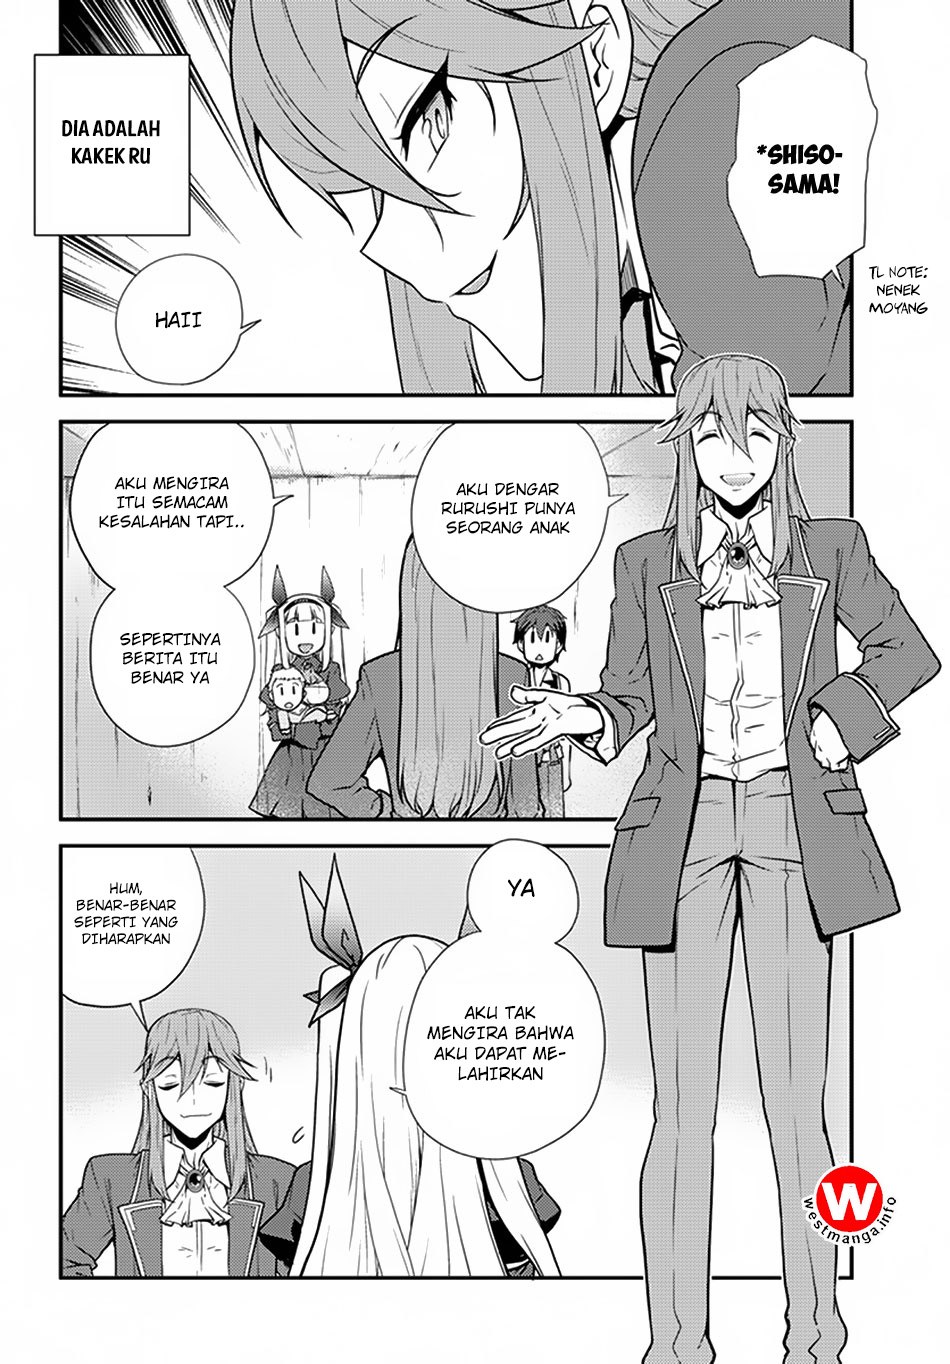 *SHISO-
SAMA!
TL NOTE:
NENEK
MOYANG
DIA ADALAH
KAKEK RU
HAII
AKU DENGAR
RURUSHI PUNYA
SEORANG ANAK
AKU MENGIRA
ITU SEMACAM
KESALAHAN TAPI..
SEPERTINYA
BERITA ITU
BENAR YA
YA
AKU TAK
MENGIRA BAHWA
AKU DAPAT ME-
LAHIRKAN
HUM,
BENAR-BENAR
SEPERTI YANG
DIHARAPKAN
W
westmanga.info